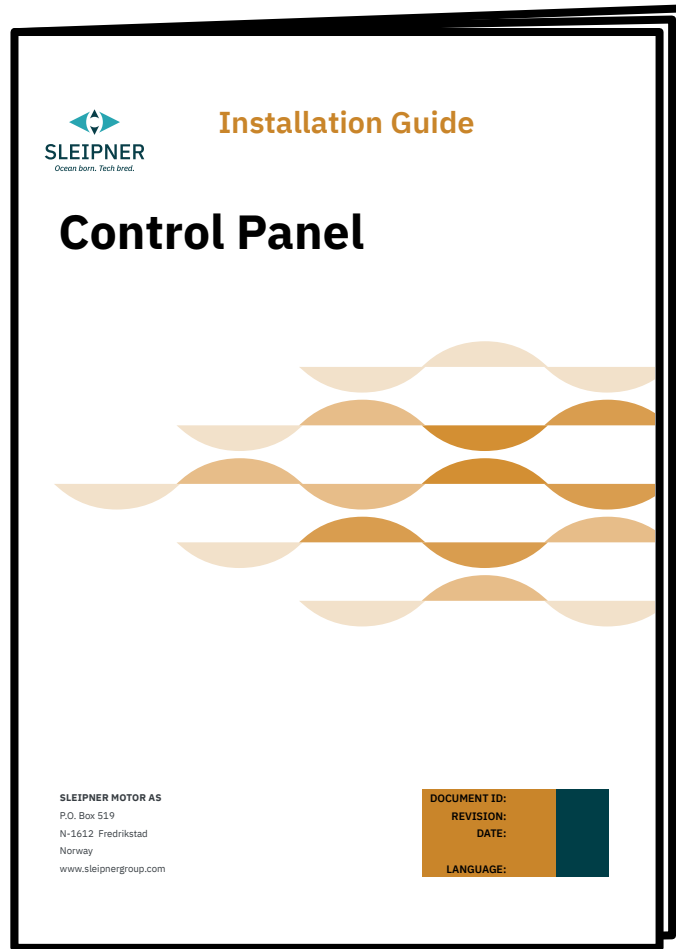 Installation Guide
SLEIPNER
Ocean born. Tech bred.
Control Panel
SLEIPNER MOTOR AS
P.O. Box 519
N-1612 Fredrikstad
Norway
www.sleipnergroup.com
DOCUMENT ID:
REVISION:
DATE:
LANGUAGE: